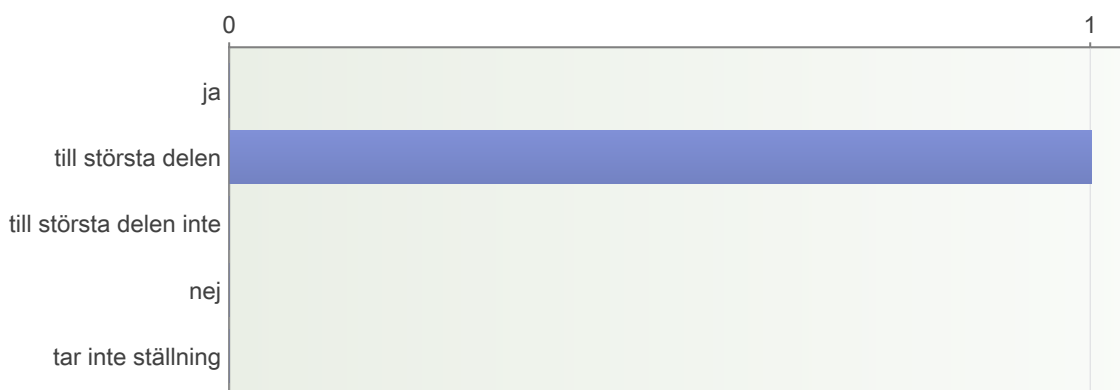 0 1
ja
till största delen
till största delen inte
nej
tar inte ställning